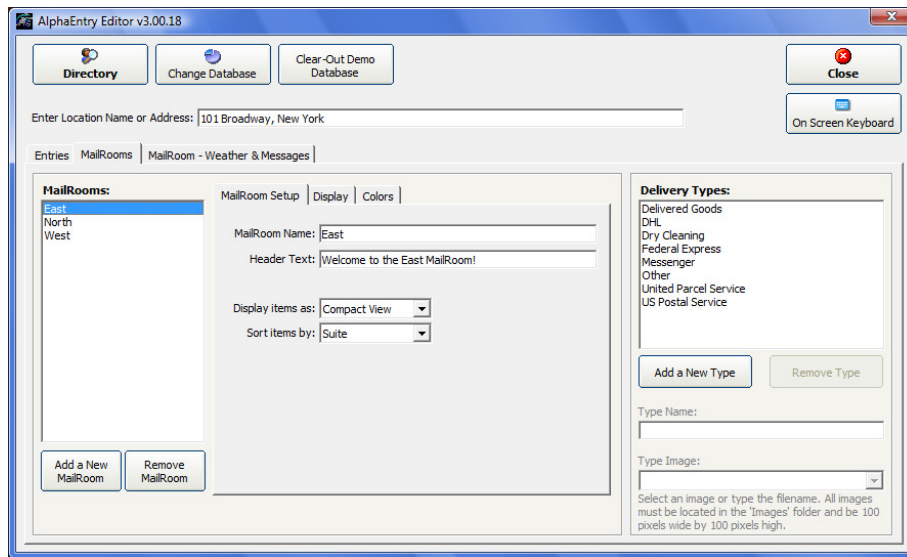 AlphaEntry Editor v3.00.18
Directory
Change Database
Clear-Out Demo
Database
Close
On Screen Keyboard
Enter Location Name or Address: 101 Broadway, New York
Entries MailRooms MailRoom - Weather & Messages
MailRooms:
East
North
West
Add a New
MailRoom
Remove
MailRoom
MailRoom Setup Display Colors
MailRoom Name: East
Header Text: Welcome to the East MailRoom!
Display items as: Compact View
Sort items by: Suite
Delivery Types:
Delivered Goods
DHL
Dry Cleaning
Federal Express
Messenger
Other
United Parcel Service
US Postal Service
Add a New Type
Remove Type
Type Name:
Type Image:
Select an image or type the filename. All images
must be located in the 'Images' folder and be 100
pixels wide by 100 pixels high.